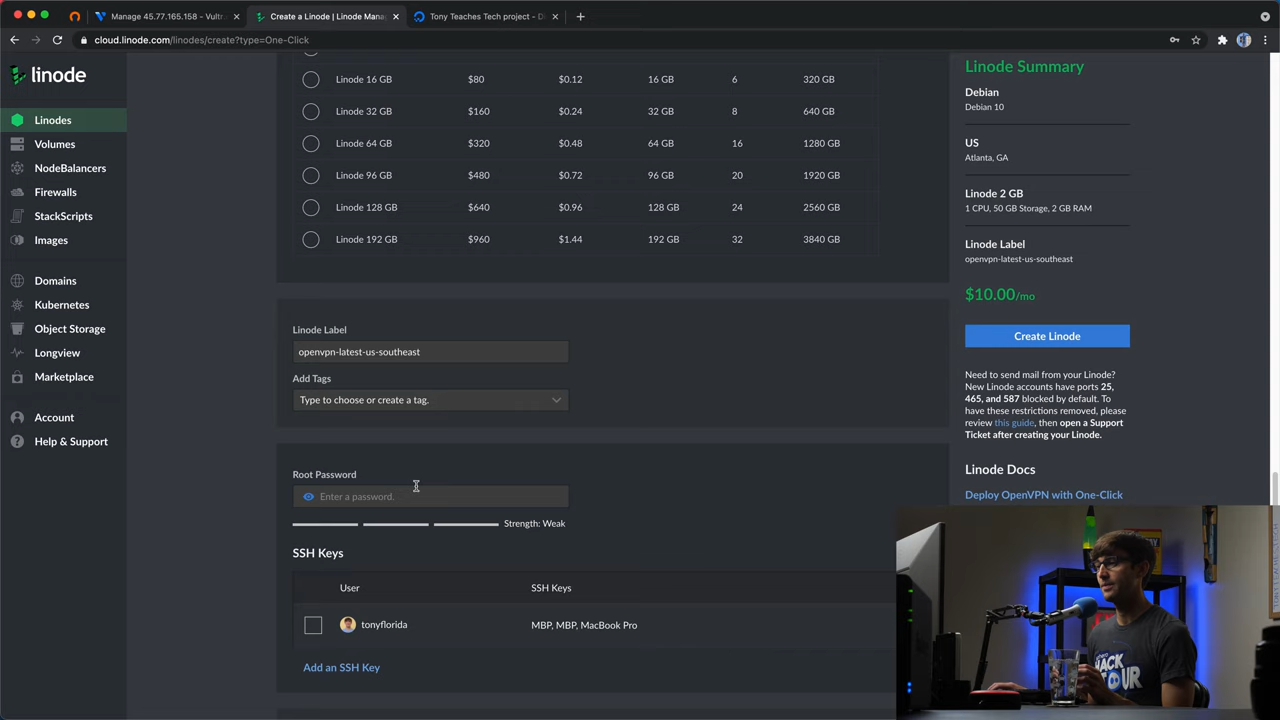 Manage 45.77.165.158 - Vultr.
Create a Linode | Linode Mana
Tony Teaches Tech project - D
cloud.linode.com/linodes/create?type=One-Click
linode
Linodes
Volumes
NodeBalancers
Firewalls
StackScripts
Images
Domains
Kubernetes
Object Storage
Longview
Marketplace
Account
Help & Support
Linode 16 GB $80 $0.12 16 GB 6 320 GB
Linode 32 GB $160 $0.24 32 GB 8 640 GB
Linode 64 GB $320 $0.48 64 GB 16 1280 GB
Linode 96 GB $480 $0.72 96 GB 20 1920 GB
Linode 128 GB $640 $0.96 128 GB 24 2560 GB
Linode 192 GB $960 $1.44 192 GB 32 3840 GB
Linode Label
openvpn-latest-us-southeast
Add Tags
Type to choose or create a tag.
Root Password
Enter a password.
Strength: Weak
SSH Keys
User SSH Keys
tonyflorida MBP, MBP, MacBook Pro
Add an SSH Key
Linode Summary
Debian
Debian 10
US
Atlanta, GA
Linode 2 GB
1 CPU, 50 GB Storage, 2 GB RAM
Linode Label
openvpn-latest-us-southeast
$10.00/mo
Create Linode
Need to send mail from your Linode?
New Linode accounts have ports 25,
465, and 587 blocked by default. To
have these restrictions removed, please
review this guide, then open a Support
Ticket after creating your Linode.
Linode Docs
Deploy OpenVPN with One-Click
HACK
OUR